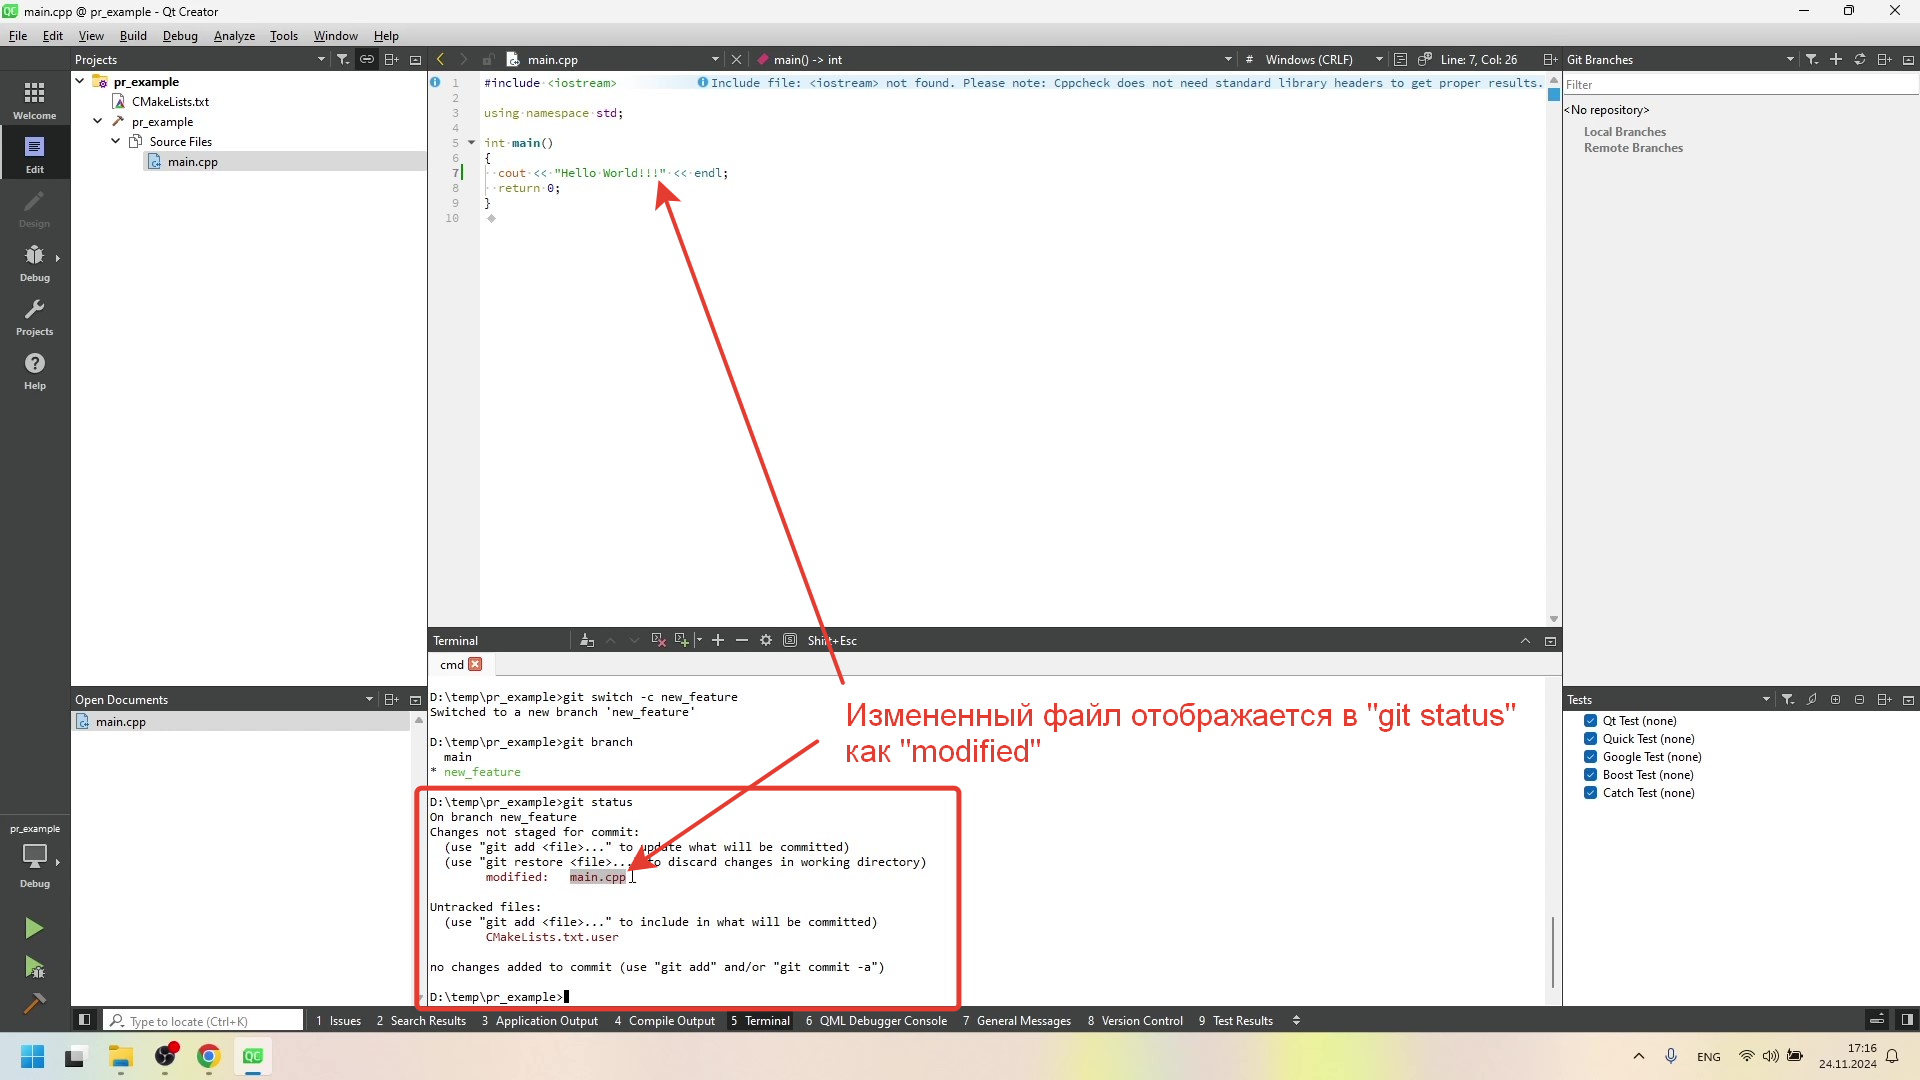 main.cpp @ pr_example - Qt Creator
File Edit View Build Debug Analyze Tools Window Help
Projects
main.cpp
main() -> int
# Windows (CRLF)
Line: 7, Col: 26
Git Branches
Welcome
Edit
Design
Debug
Projects
Help
pr_example
CMakeLists.txt
pr_example
Source Files
main.cpp
1 #include <iostream>
Include file: <iostream> not found. Please note: Cppcheck does not need standard library headers to get proper results.
2
3 using namespace std;
4
5 int main()
6 {
7 cout << "Hello World!!!" << endl;
8 return 0;
9 }
10
Filter
<No repository>
Local Branches
Remote Branches
Terminal
Shift+Esc
cmd
D:\temp\pr_example>git switch -c new_feature
Switched to a new branch 'new_feature'
D:\temp\pr_example>git branch
main
* new_feature
Измененный файл отображается в "git status"
как "modified"
D:\temp\pr_example>git status
On branch new_feature
Changes not staged for commit:
(use "git add <file>..." to update what will be committed)
(use "git restore <file>... to discard changes in working directory)
modified: main.cpp
Untracked files:
(use "git add <file>..." to include in what will be committed)
CMakeLists.txt.user
no changes added to commit (use "git add" and/or "git commit -a")
D:\temp\pr_example>
Open Documents
main.cpp
Tests
Qt Test (none)
Quick Test (none)
Google Test (none)
Boost Test (none)
Catch Test (none)
pr_example
Debug
Type to locate (Ctrl+K)
1 Issues 2 Search Results 3 Application Output 4 Compile Output 5 Terminal 6 QML Debugger Console 7 General Messages 8 Version Control 9 Test Results
QC
ENG
17:16
24.11.2024